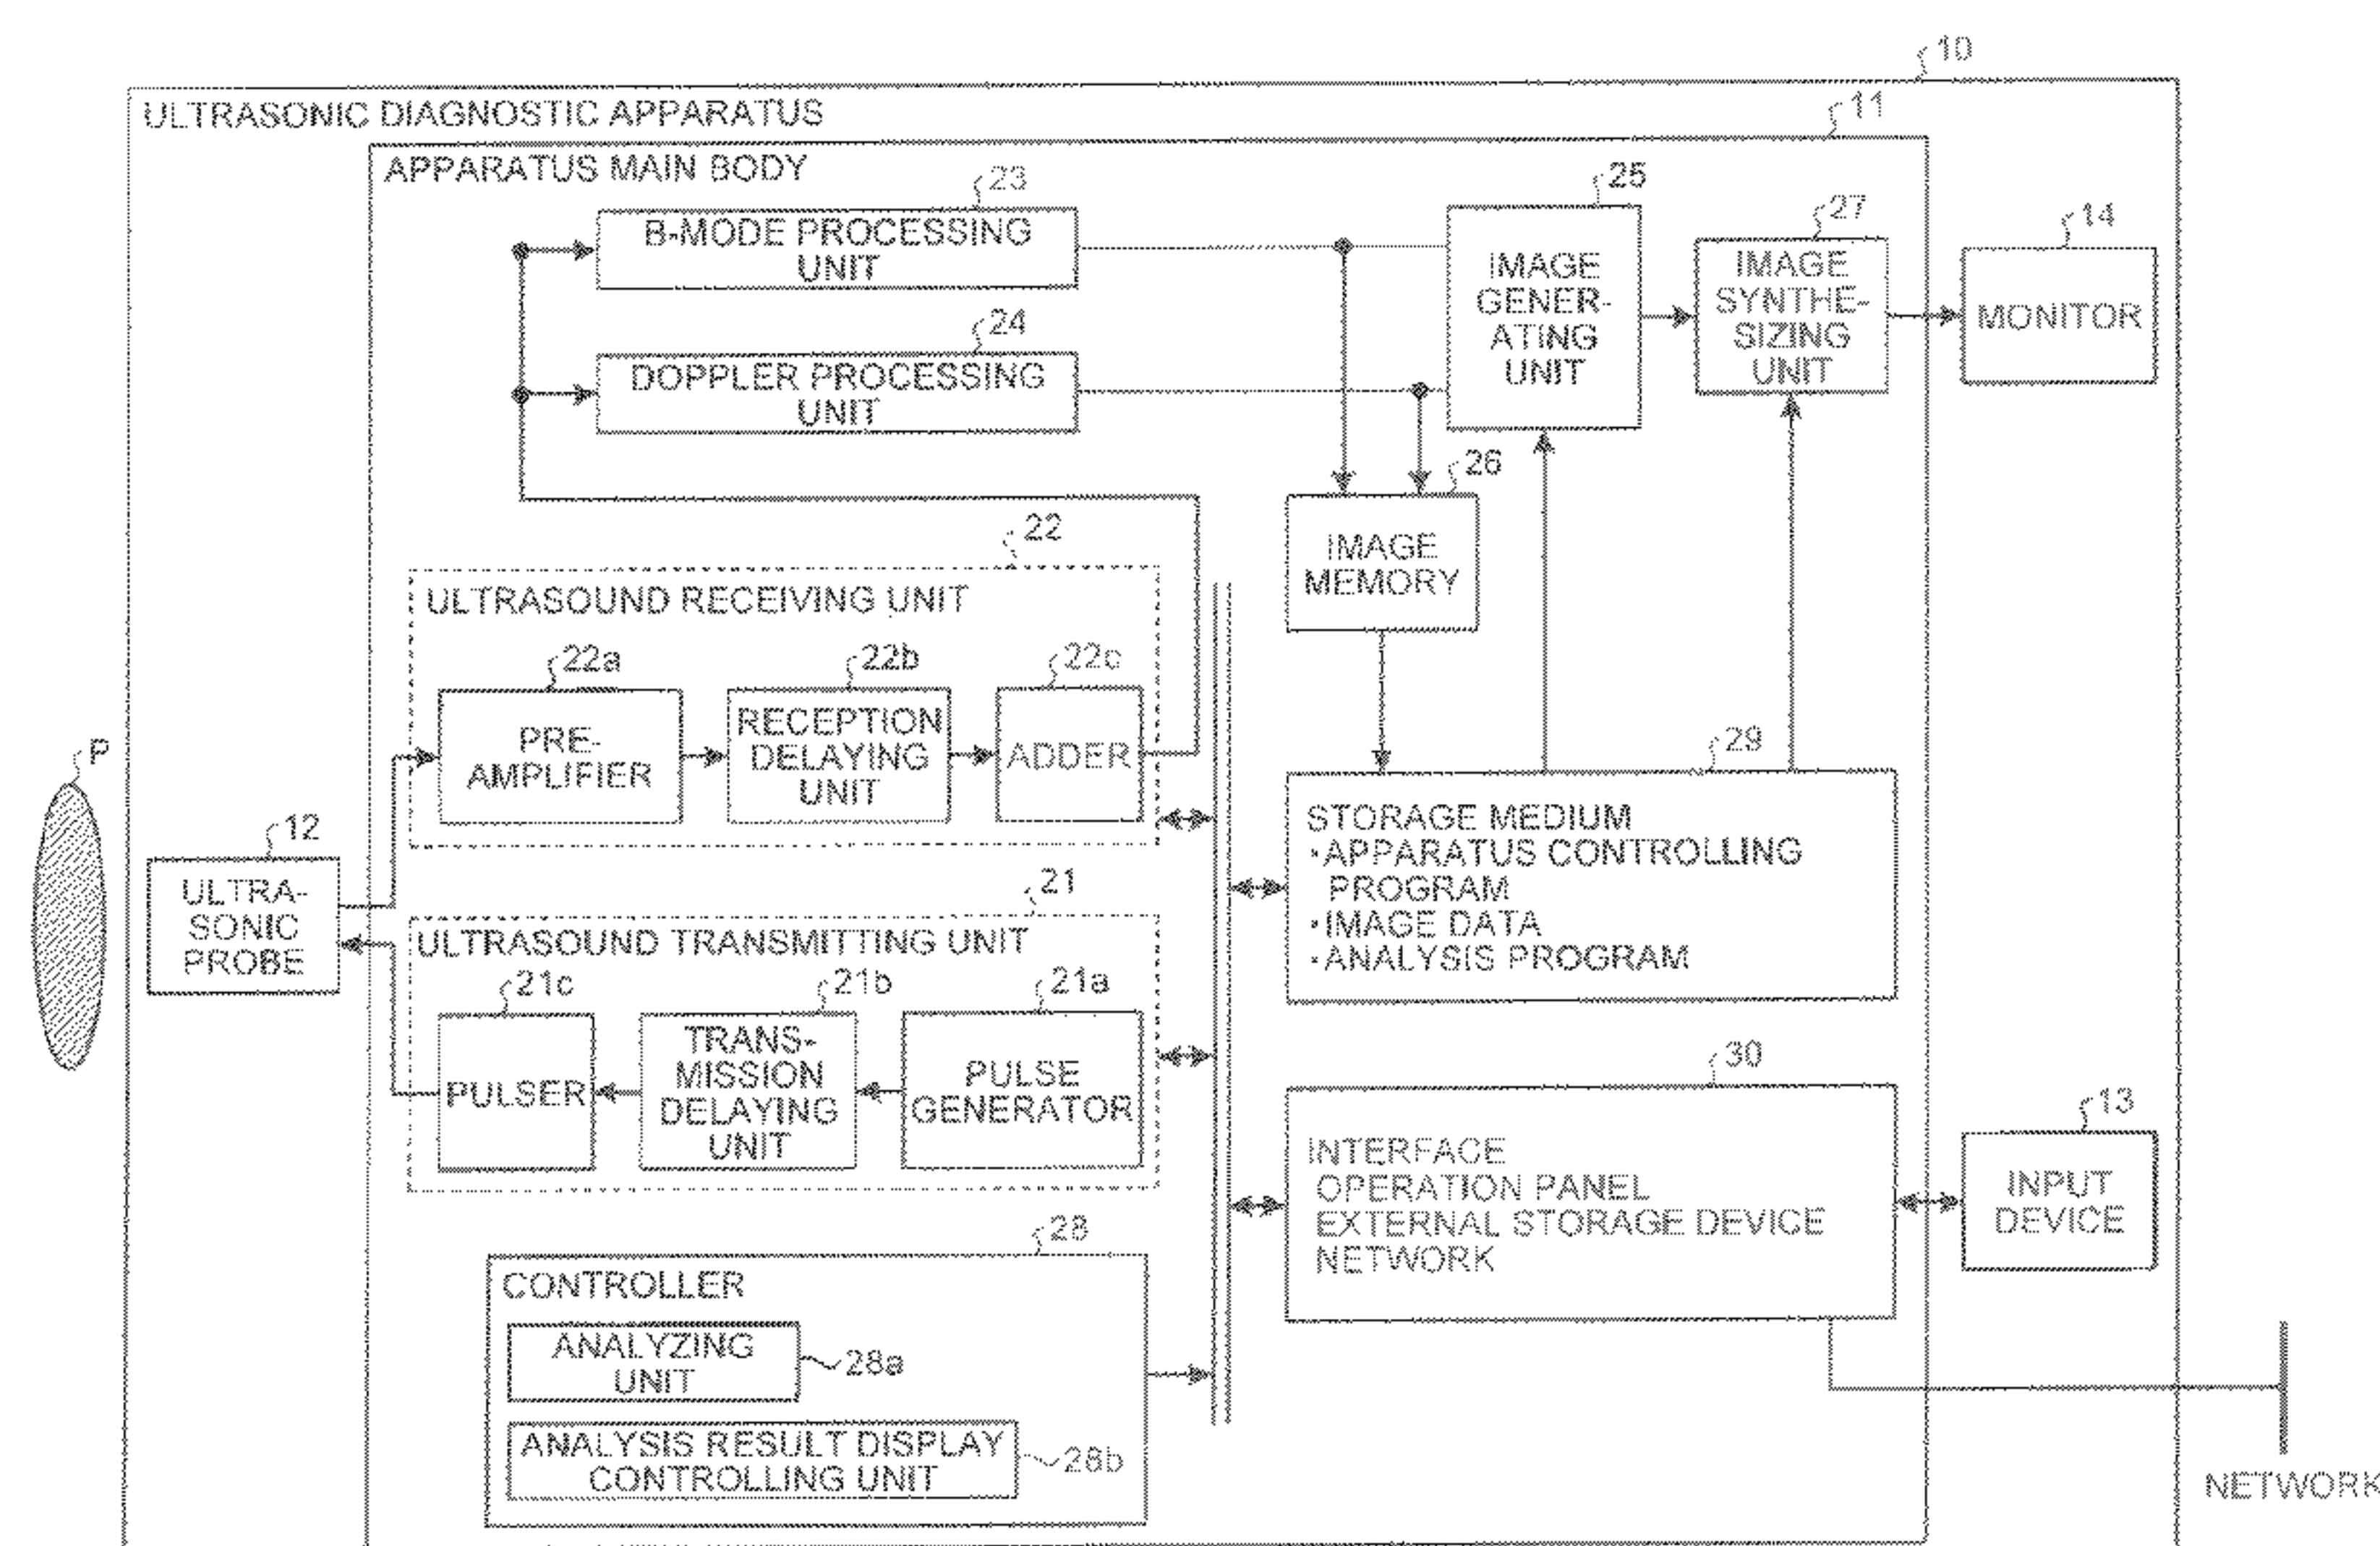 10
ULTRASONIC DIAGNOSTIC APPARATUS
11
APPARATUS MAIN BODY
23
B-MODE PROCESSING
UNIT
24
DOPPLER PROCESSING
UNIT
25
IMAGE
GENER-
ATING
UNIT
27
IMAGE
SYNTHE-
SIZING
UNIT
14
MONITOR
26
IMAGE
MEMORY
22
ULTRASOUND RECEIVING UNIT
22a
PRE-
AMPLIFIER
22b
RECEPTION
DELAYING
UNIT
22c
ADDER
P
12
ULTRA-
SONIC
PROBE
29
STORAGE MEDIUM
·APPARATUS CONTROLLING
PROGRAM
·IMAGE DATA
·ANALYSIS PROGRAM
21
ULTRASOUND TRANSMITTING UNIT
21c
PULSER
21b
TRANS-
MISSION
DELAYING
UNIT
21a
PULSE
GENERATOR
30
INTERFACE
OPERATION PANEL
EXTERNAL STORAGE DEVICE
NETWORK
13
INPUT
DEVICE
28
CONTROLLER
ANALYZING
UNIT
28a
ANALYSIS RESULT DISPLAY
CONTROLLING UNIT
28b
NETWORK